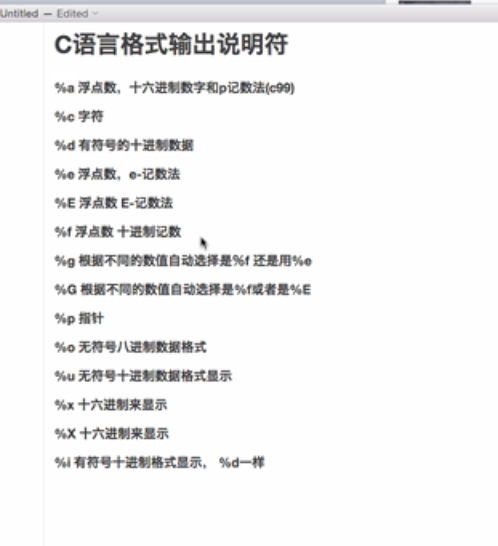 Untitled — Edited
C语言格式输出说明符
%a 浮点数，十六进制数字和p记数法(c99)
%c 字符
%d 有符号的十进制数据
%e 浮点数，e-记数法
%E 浮点数 E-记数法
%f 浮点数 十进制记数
%g 根据不同的数值自动选择是%f 还是用%e
%G 根据不同的数值自动选择是%f或者是%E
%p 指针
%o 无符号八进制数据格式
%u 无符号十进制数据格式显示
%x 十六进制来显示
%X 十六进制来显示
%i 有符号十进制格式显示， %d一样